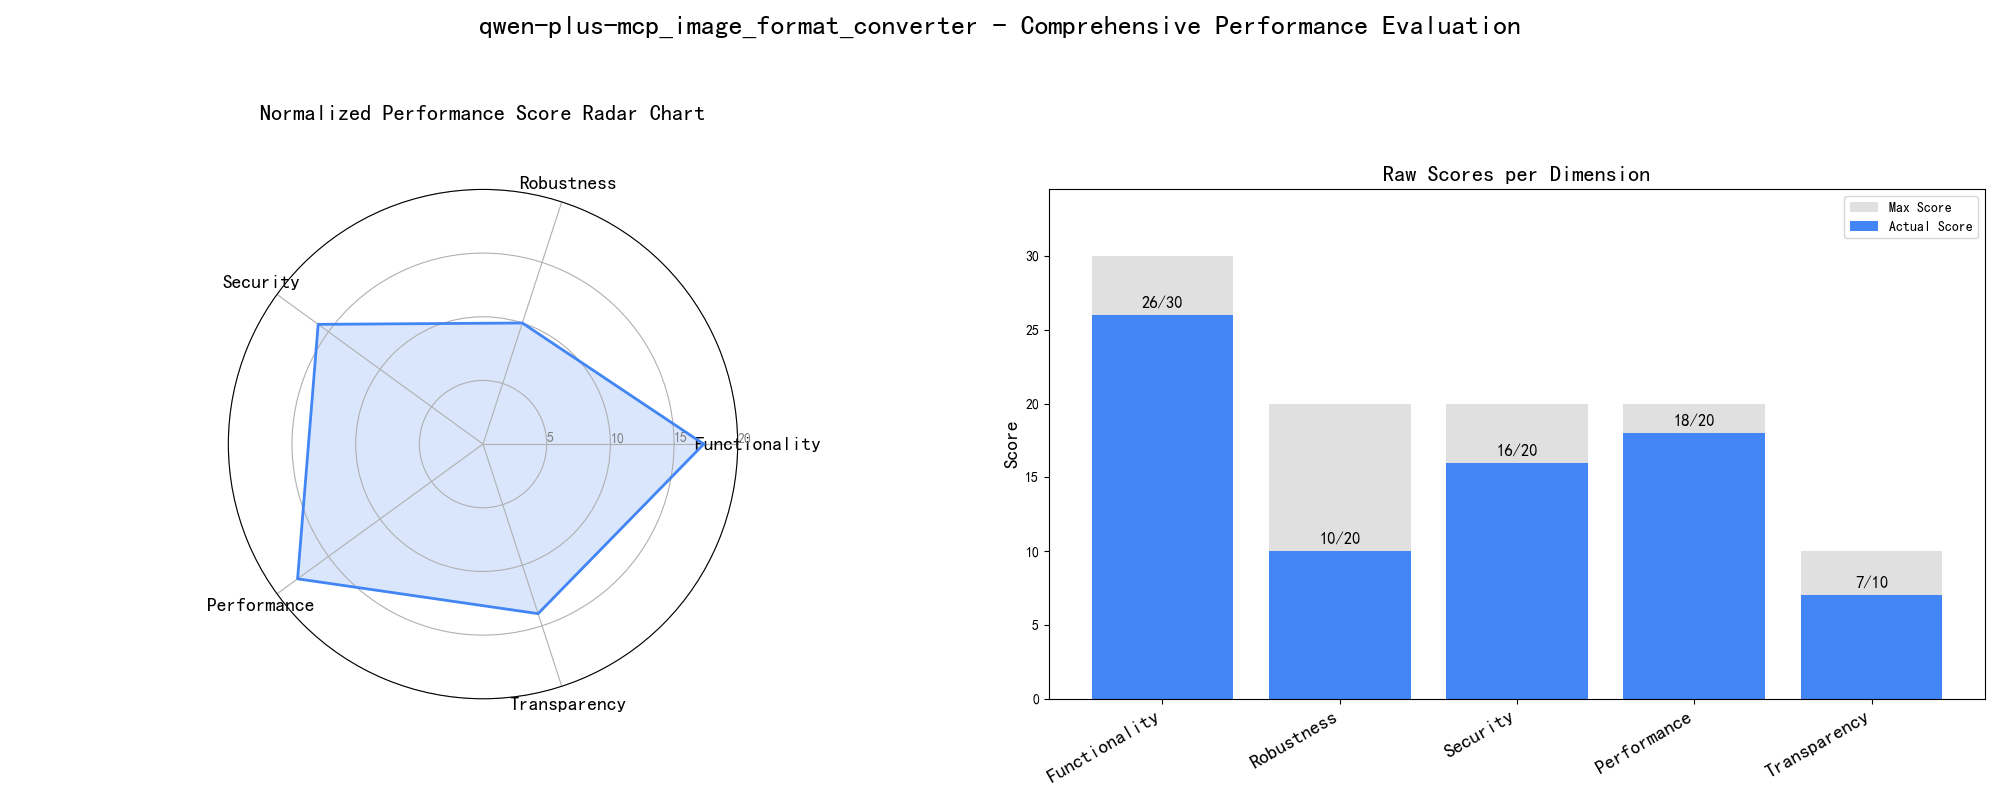 qwen-plus-mcp_image_format_converter - Comprehensive Performance Evaluation
Normalized Performance Score Radar Chart
Robustness
Security
Functionality
Performance
Transparency
5
10
15
20
Raw Scores per Dimension
Max Score
Actual Score
Score
30
25
20
15
10
5
0
26/30
10/20
16/20
18/20
7/10
Functionality
Robustness
Security
Performance
Transparency